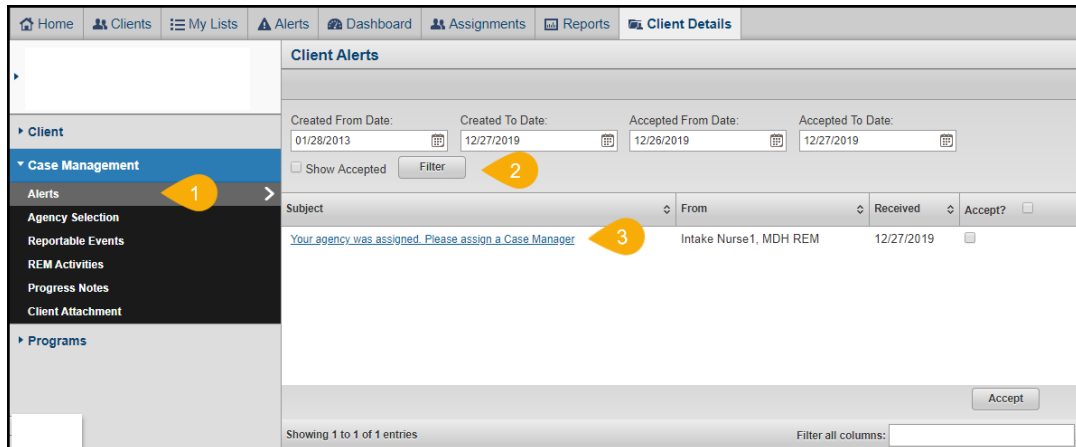 Home Clients My Lists Alerts Dashboard Assignments Reports Client Details
Client Alerts
Created From Date: Created To Date: Accepted From Date: Accepted To Date:
01/28/2013 12/27/2019 12/26/2019 12/27/2019
Show Accepted Filter 2
Client
Case Management
Alerts 1
Agency Selection
Reportable Events
REM Activities
Progress Notes
Client Attachment
Programs
Subject From Received Accept?
Your agency was assigned. Please assign a Case Manager 3 Intake Nurse1, MDH REM 12/27/2019
Accept
Showing 1 to 1 of 1 entries Filter all columns: